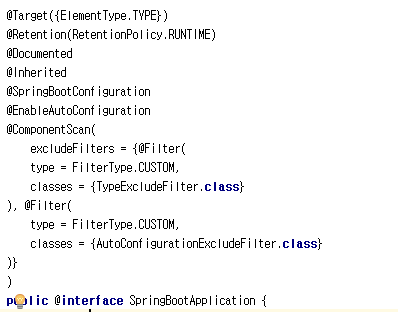 @Target({ElementType.TYPE})
@Retention(RetentionPolicy.RUNTIME)
@Documented
@Inherited
@SpringBootConfiguration
@EnableAutoConfiguration
@ComponentScan(
    excludeFilters = {@Filter(
    type = FilterType.CUSTOM,
    classes = {TypeExcludeFilter.class}
), @Filter(
    type = FilterType.CUSTOM,
    classes = {AutoConfigurationExcludeFilter.class}
)}
)
public @interface SpringBootApplication {